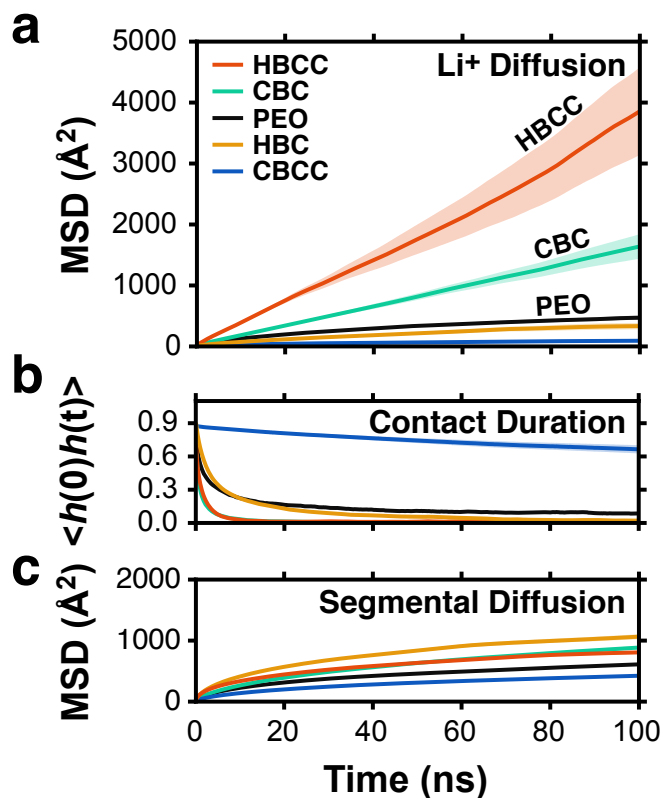 a
5000
4000
3000
2000
1000
0
MSD (Å²)
HBCC
CBC
PEO
HBC
CBCC
Li⁺ Diffusion
HBCC
CBC
PEO
b
0.9
0.6
0.3
0.0
<h(0)h(t)>
Contact Duration
c
2000
1000
0
MSD (Å²)
Segmental Diffusion
0 20 40 60 80 100
Time (ns)